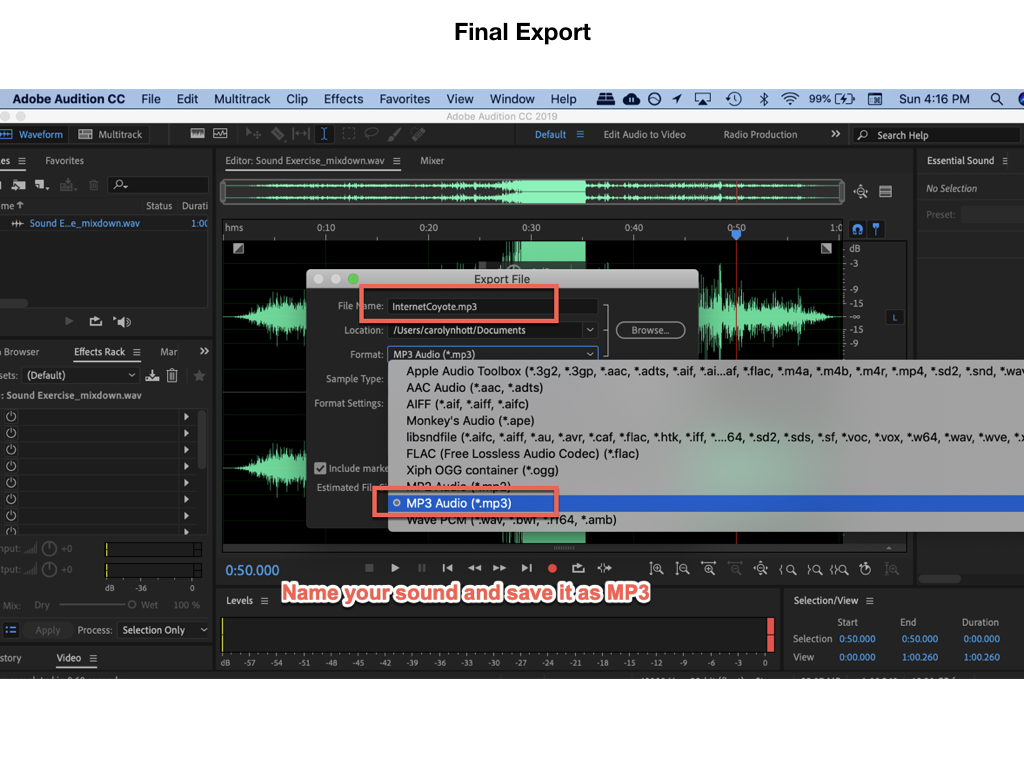 Final Export
Adobe Audition CC File Edit Multitrack Clip Effects Favorites View Window Help 99% Sun 4:16 PM
Adobe Audition CC 2019
Waveform Multitrack Default Edit Audio to Video Radio Production Search Help
es Favorites Editor: Sound Exercise_mixdown.wav Mixer Essential Sound
No Selection
Status Durati
me Preset:
Sound E...e_mixdown.wav 1:00
hms 0:10 0:20 0:30 0:40 0:50 1:0
dB
-3
-9
-15
-∞
-15
-9
L
Export File
File Name: InternetCoyote.mp3
Location: /Users/carolynhott/Documents Browse...
Format: MP3 Audio (*.mp3)
Sample Type:
Format Settings:
Include marke
Estimated File
Apple Audio Toolbox (*.3g2, *.3gp, *.aac, *.adts, *.aif, *.ai...af, *.flac, *.m4a, *.m4b, *.m4r, *.mp4, *.sd2, *.snd, *.wav
AAC Audio (*.aac, *.adts)
AIFF (*.aif, *.aiff, *.aifc)
Monkey's Audio (*.ape)
libsndfile (*.aifc, *.aiff, *.au, *.avr, *.caf, *.flac, *.htk, *.iff, *....64, *.sd2, *.sds, *.sf, *.voc, *.vox, *.w64, *.wav, *.wve, *.x
FLAC (Free Lossless Audio Codec) (*.flac)
Xiph OGG container (*.ogg)
MP2 Audio (*.mp2)
MP3 Audio (*.mp3)
Wave PCM (*.wav, *.bwf, *.rf64, *.amb)
Browser Effects Rack Mar
sets: (Default)
: Sound Exercise_mixdown.wav
nput: +0
utput: +0
dB -36 0
Mix: Dry Wet 100 %
Apply Process: Selection Only
story Video
0:50.000
Name your sound and save it as MP3
Levels
dB -57 -54 -51 -48 -45 -42 -39 -36 -33 -30 -27 -24 -21 -18 -15 -12 -9 -6 -3 0
Selection/View
Start End Duration
Selection 0:50.000 0:50.000 0:00.000
View 0:00.000 1:00.260 1:00.260